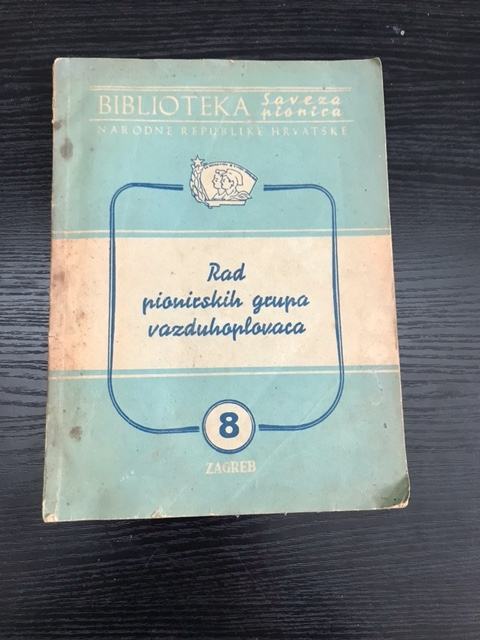 BIBLIOTEKA Saveza pionira
NARODNE REPUBLIKE HRVATSKE
Rad
pionirskih grupa
vazduhoplovaca
8
ZAGREB